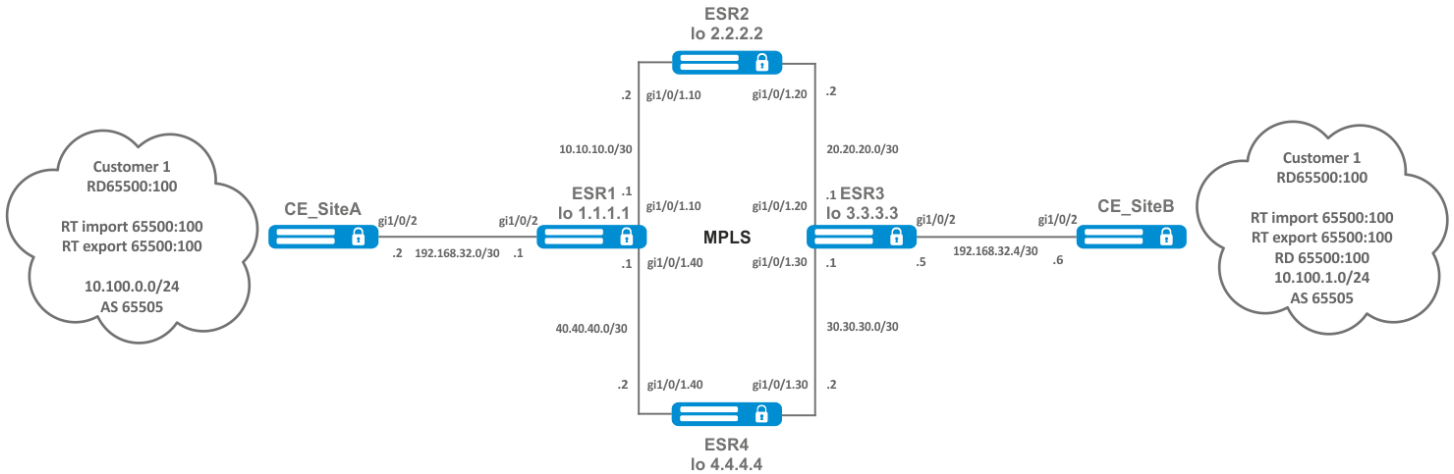 ESR2
lo 2.2.2.2
.2
gi1/0/1.10
gi1/0/1.20
.2
10.10.10.0/30
20.20.20.0/30
Customer 1
RD65500:100
RT import 65500:100
RT export 65500:100
10.100.0.0/24
AS 65505
CE_SiteA
gi1/0/2
.2
192.168.32.0/30
gi1/0/2
.1
ESR1
lo 1.1.1.1
.1
gi1/0/1.10
.1
gi1/0/1.40
MPLS
gi1/0/1.20
gi1/0/1.30
.1
ESR3
lo 3.3.3.3
.1
gi1/0/2
.5
192.168.32.4/30
gi1/0/2
.6
CE_SiteB
Customer 1
RD65500:100
RT import 65500:100
RT export 65500:100
RD 65500:100
10.100.1.0/24
AS 65505
40.40.40.0/30
30.30.30.0/30
.2
gi1/0/1.40
gi1/0/1.30
.2
ESR4
lo 4.4.4.4